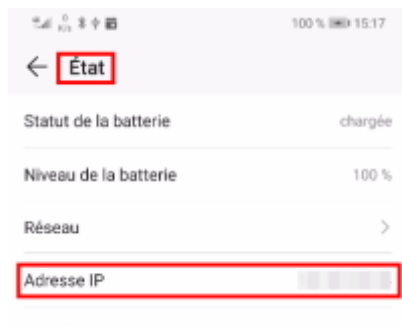 100 % 15:17
État
Statut de la batterie chargée
Niveau de la batterie 100 %
Réseau
Adresse IP